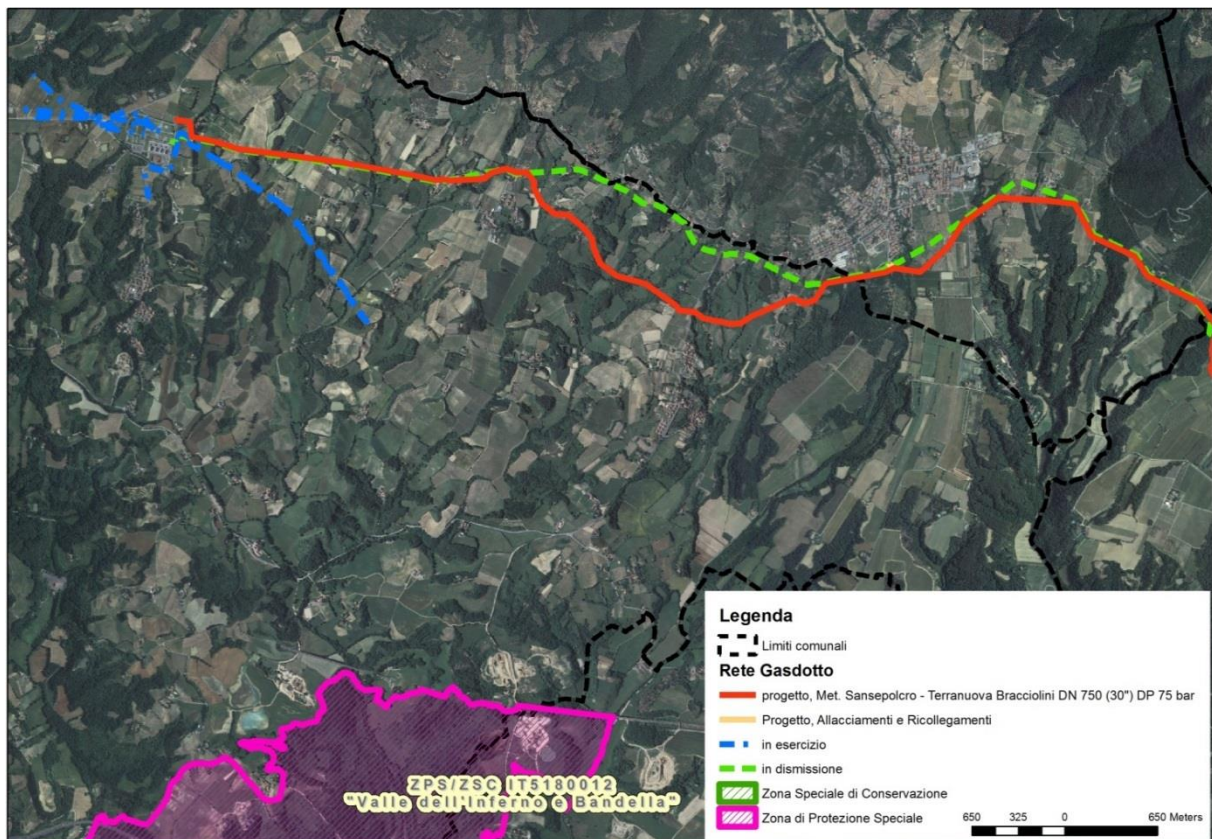 ZPS/ZSC IT5180012
"Valle dell'Inferno e Bandella"
Legenda
Limiti comunali
Rete Gasdotto
progetto, Met. Sansepolcro - Terranuova Bracciolini DN 750 (30") DP 75 bar
Progetto, Allacciamenti e Ricollegamenti
in esercizio
in dismissione
Zona Speciale di Conservazione
Zona di Protezione Speciale
650 325 0 650 Meters